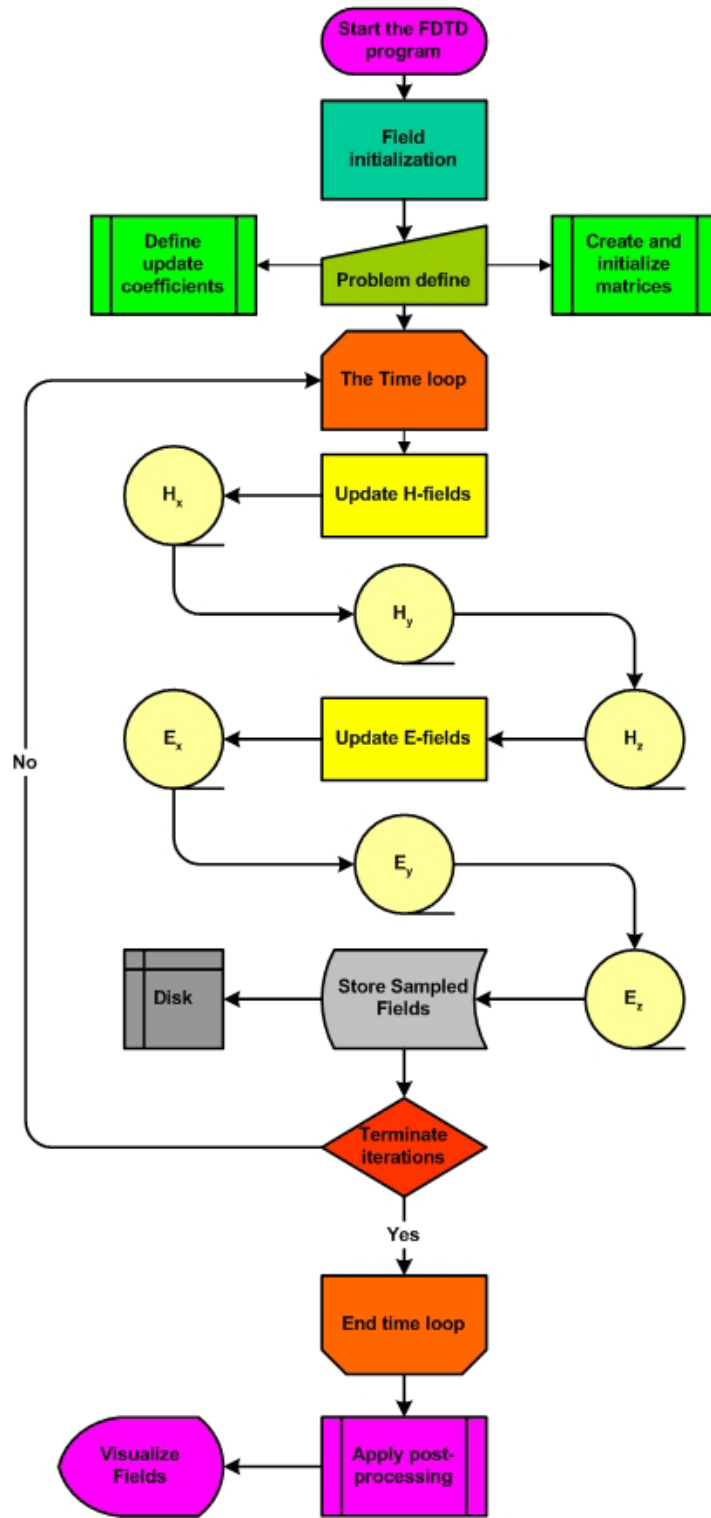 Start the FDTD
program
Field
initialization
Define
update
coefficients
Problem define
Create and
initialize
matrices
The Time loop
Update H-fields
Hx
Hy
Hz
Update E-fields
Ex
No
Ey
Ez
Store Sampled
Fields
Disk
Terminate
iterations
Yes
End time loop
Apply post-
processing
Visualize
Fields